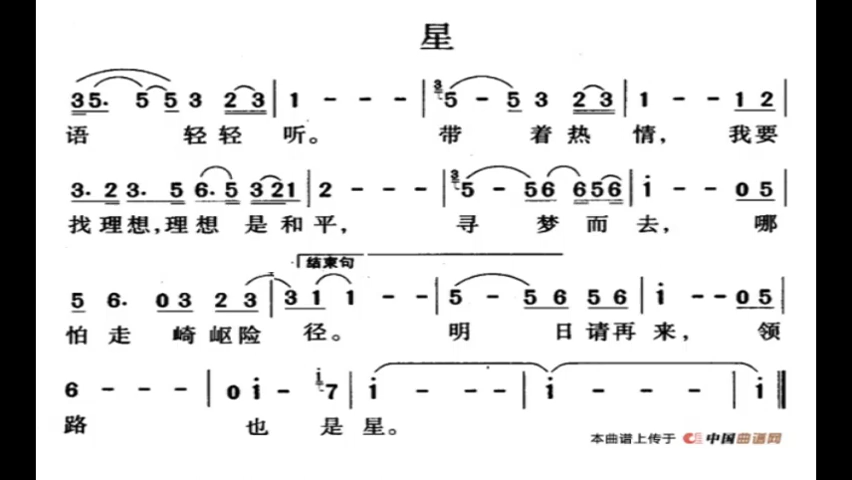 星
3 5. 5 5 3 2 3 | 1 - - - | 3 5 - 5 3 2 3 | 1 - - 1 2 |
语 轻轻 听。 带 着热 情, 我要
3. 2 3. 5 6. 5 3 2 2 1 | 2 - - - | 3 5 - 5 6 6 5 6 | i - - 0 5 |
找理想,理想 是和平, 寻 梦而去, 哪
结束句
5 6. 0 3 2 3 | 3 1 1 - - | 5 - 5 6 5 6 | i - - 0 5 |
怕走 崎岖险 径。 明 日请再来, 领
6 - - - | 0 i - i 7 | i - - - | i - - - | i - ‖
路 也 是星。
本曲谱上传于 中国曲谱网